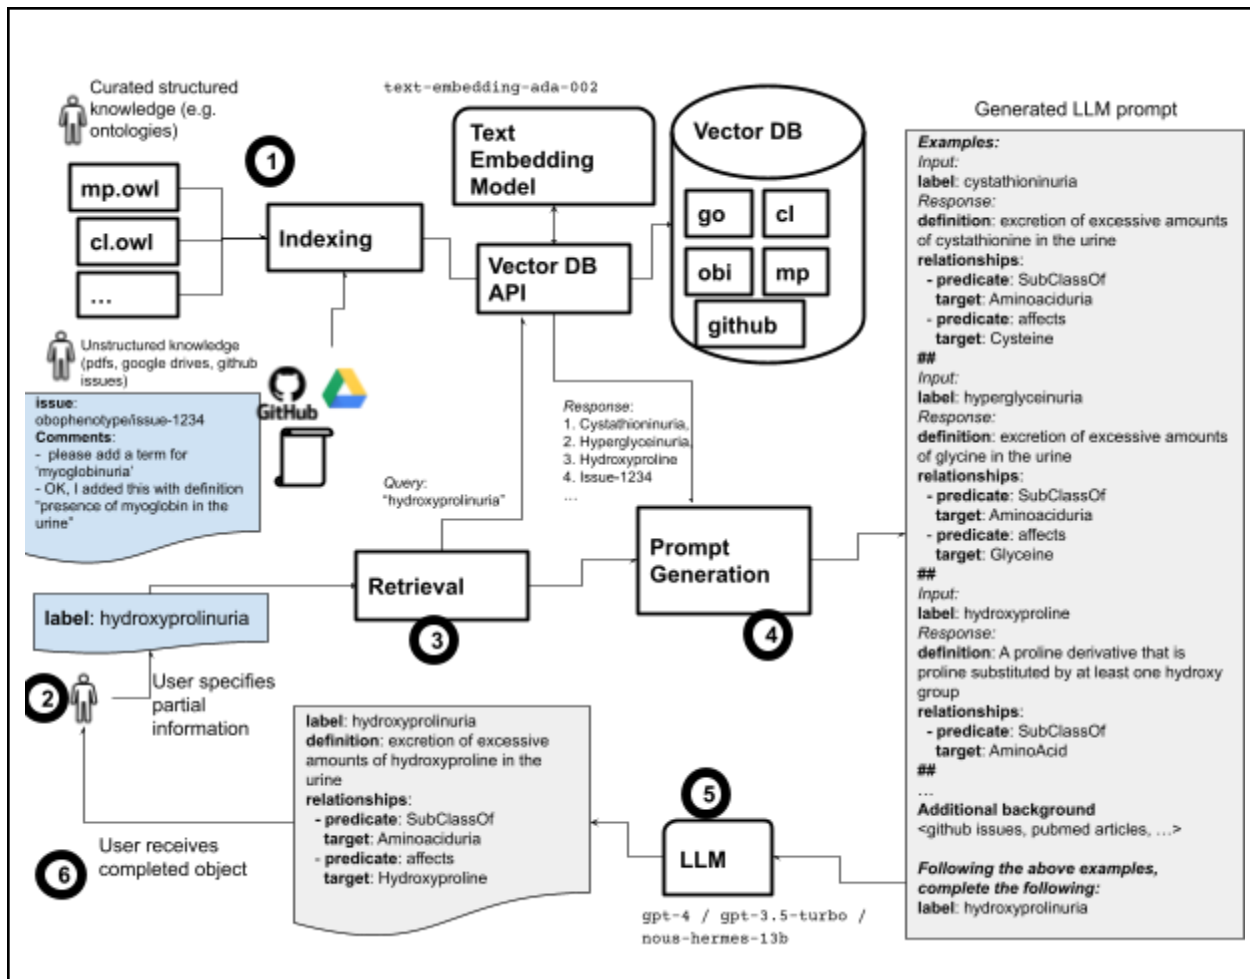 Curated structured
knowledge (e.g.
ontologies)
text-embedding-ada-002
1
mp.owl
cl.owl
...
Indexing
Text
Embedding
Model
Vector DB
API
Vector DB
go
cl
obi
mp
github
Unstructured knowledge
(pdfs, google drives, github
issues)
issue:
obophenotype/issue-1234
Comments:
- please add a term for
'myoglobinuria'
- OK, I added this with definition
"presence of myoglobin in the
urine"
GitHub
Query:
"hydroxyprolinuria"
Response:
1. Cystathioninuria,
2. Hyperglyceinuria,
3. Hydroxyproline
4. Issue-1234
...
label: hydroxyprolinuria
Retrieval
3
Prompt
Generation
4
2
User specifies
partial
information
label: hydroxyprolinuria
definition: excretion of excessive
amounts of hydroxyproline in the
urine
relationships:
- predicate: SubClassOf
target: Aminoaciduria
- predicate: affects
target: Hydroxyproline
5
LLM
gpt-4 / gpt-3.5-turbo /
nous-hermes-13b
6
User receives
completed object
Generated LLM prompt
Examples:
Input:
label: cystathioninuria
Response:
definition: excretion of excessive amounts
of cystathionine in the urine
relationships:
- predicate: SubClassOf
target: Aminoaciduria
- predicate: affects
target: Cysteine
##
Input:
label: hyperglyceinuria
Response:
definition: excretion of excessive amounts
of glycine in the urine
relationships:
- predicate: SubClassOf
target: Aminoaciduria
- predicate: affects
target: Glyceine
##
Input:
label: hydroxyproline
Response:
definition: A proline derivative that is
proline substituted by at least one hydroxy
group
relationships:
- predicate: SubClassOf
target: AminoAcid
##
...
Additional background
<github issues, pubmed articles, ...>
Following the above examples,
complete the following:
label: hydroxyprolinuria